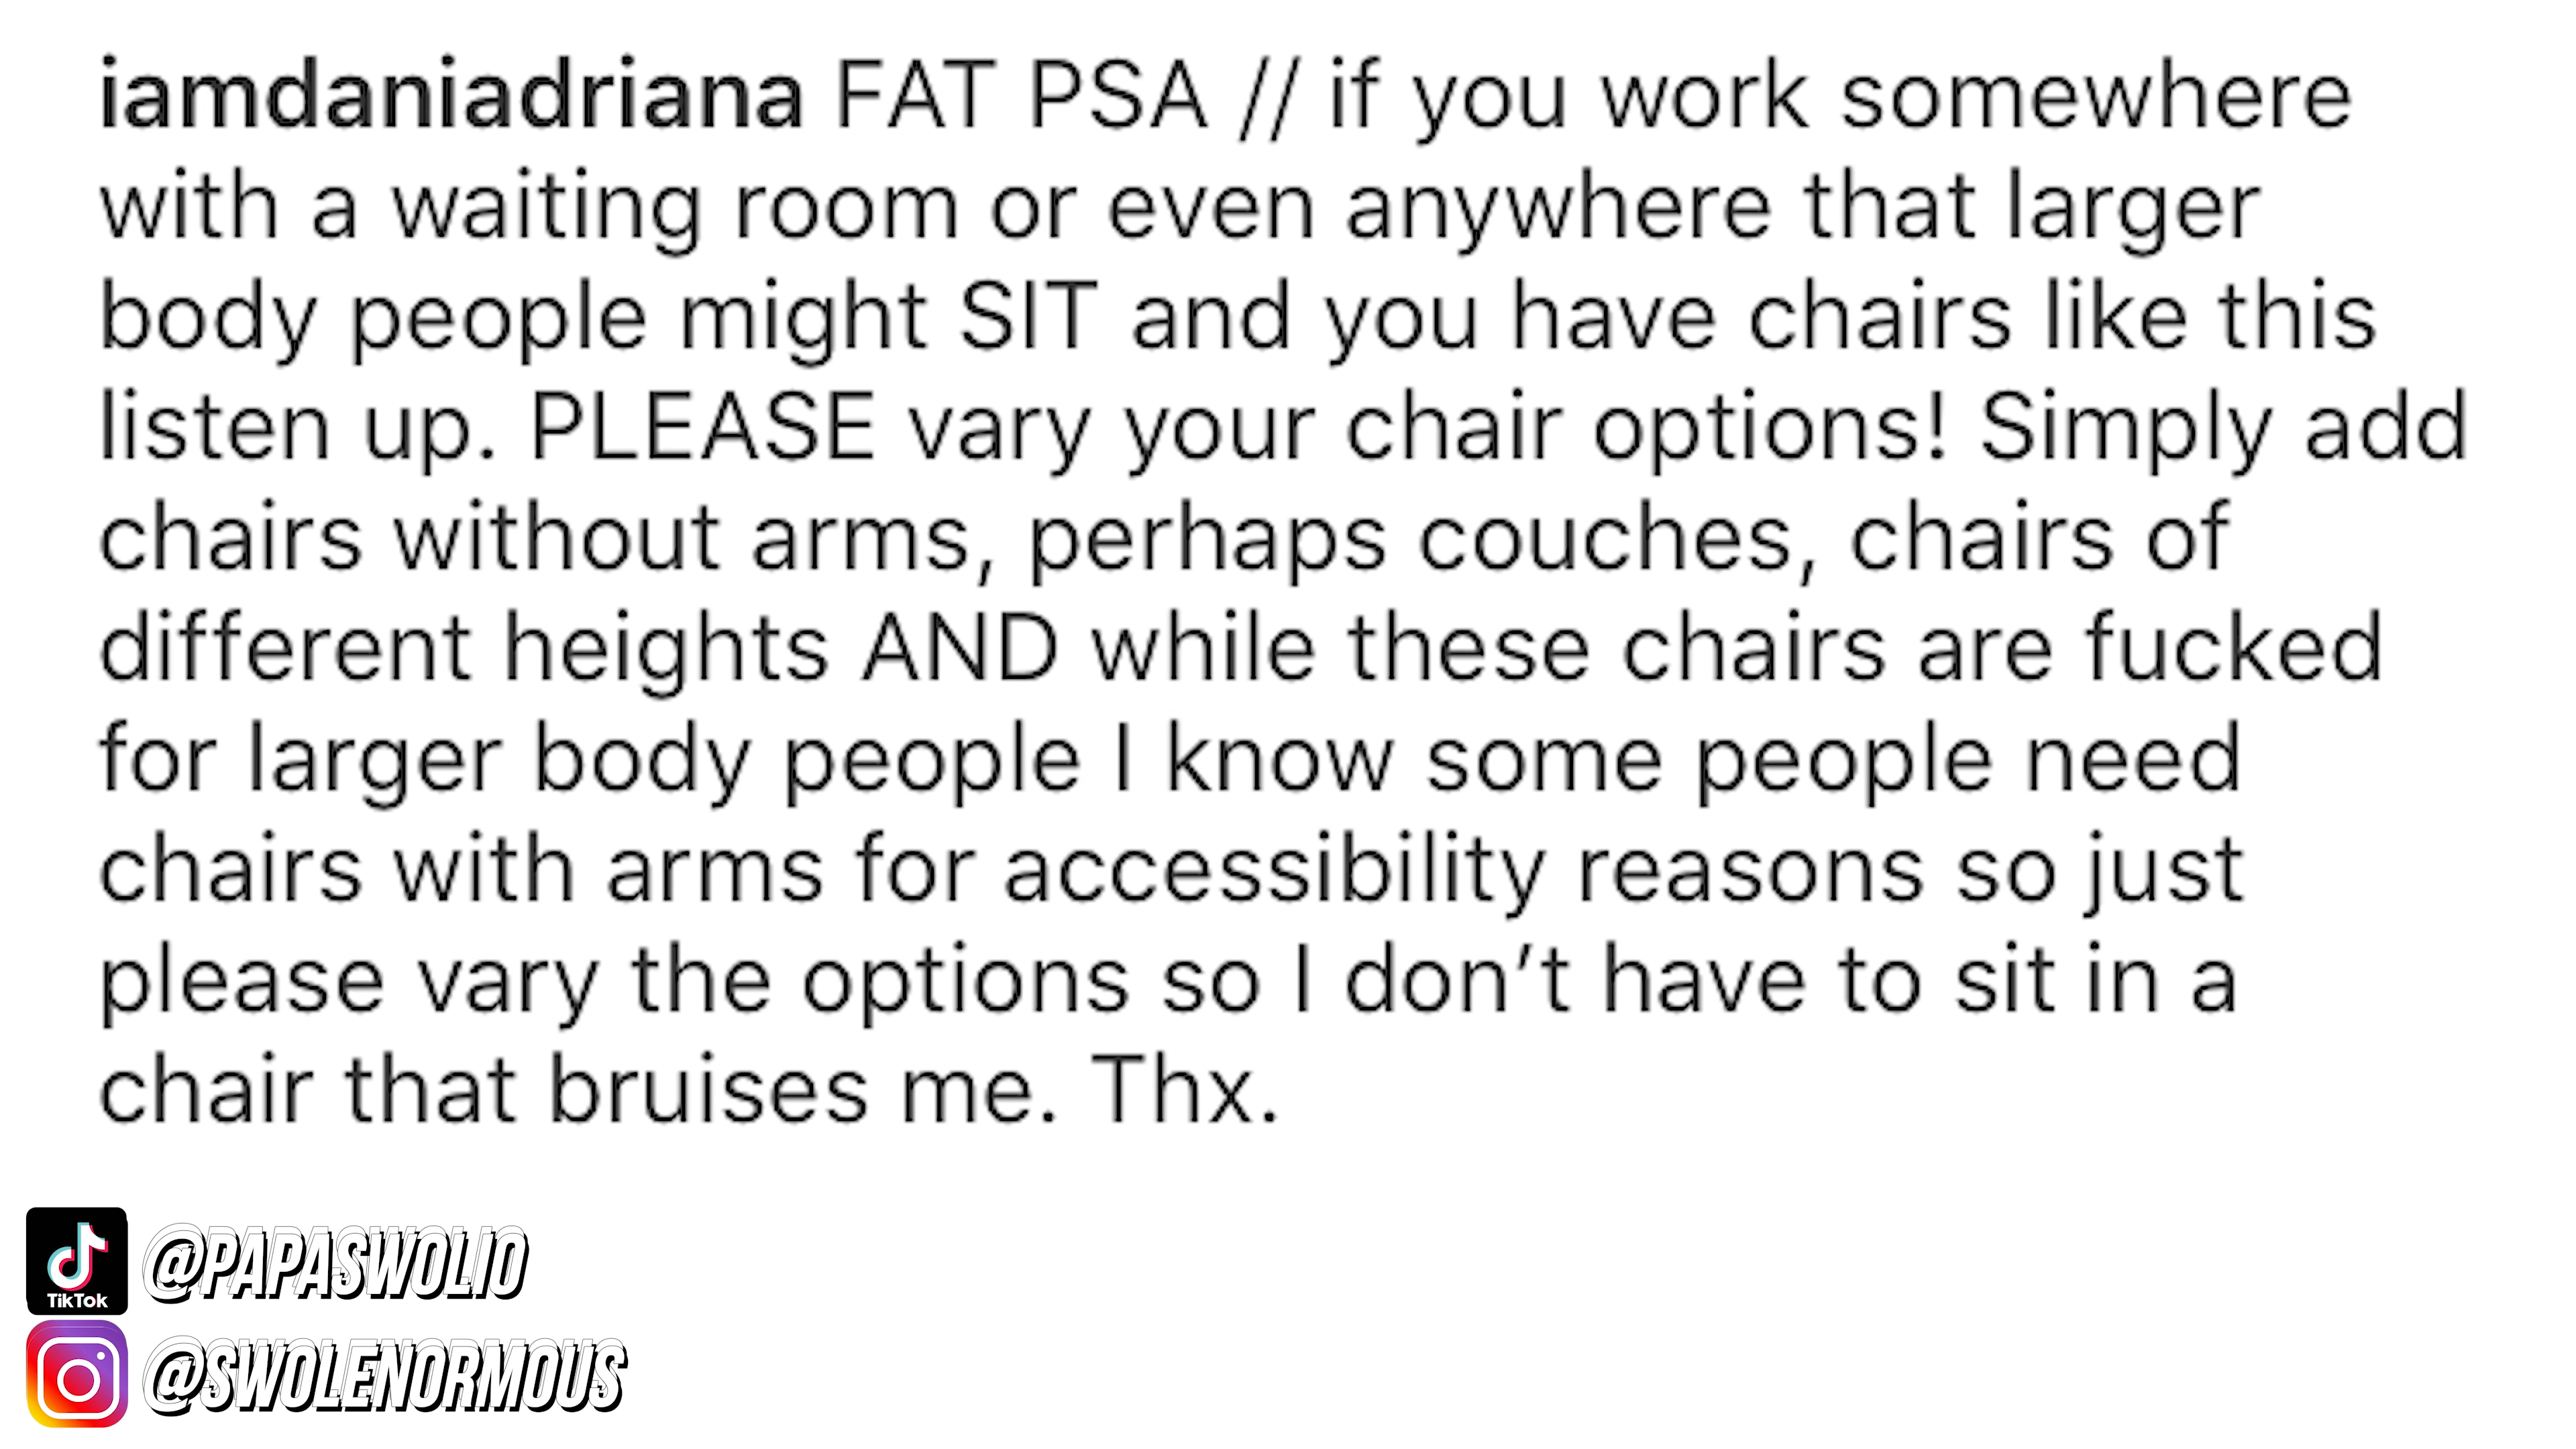 iamdaniadriana FAT PSA // if you work somewhere
with a waiting room or even anywhere that larger
body people might SIT and you have chairs like this
listen up. PLEASE vary your chair options! Simply add
chairs without arms, perhaps couches, chairs of
different heights AND while these chairs are fucked
for larger body people I know some people need
chairs with arms for accessibility reasons so just
please vary the options so I don’t have to sit in a
chair that bruises me. Thx.
TikTok @PAPASWOLIO
@SWOLENORMOUS